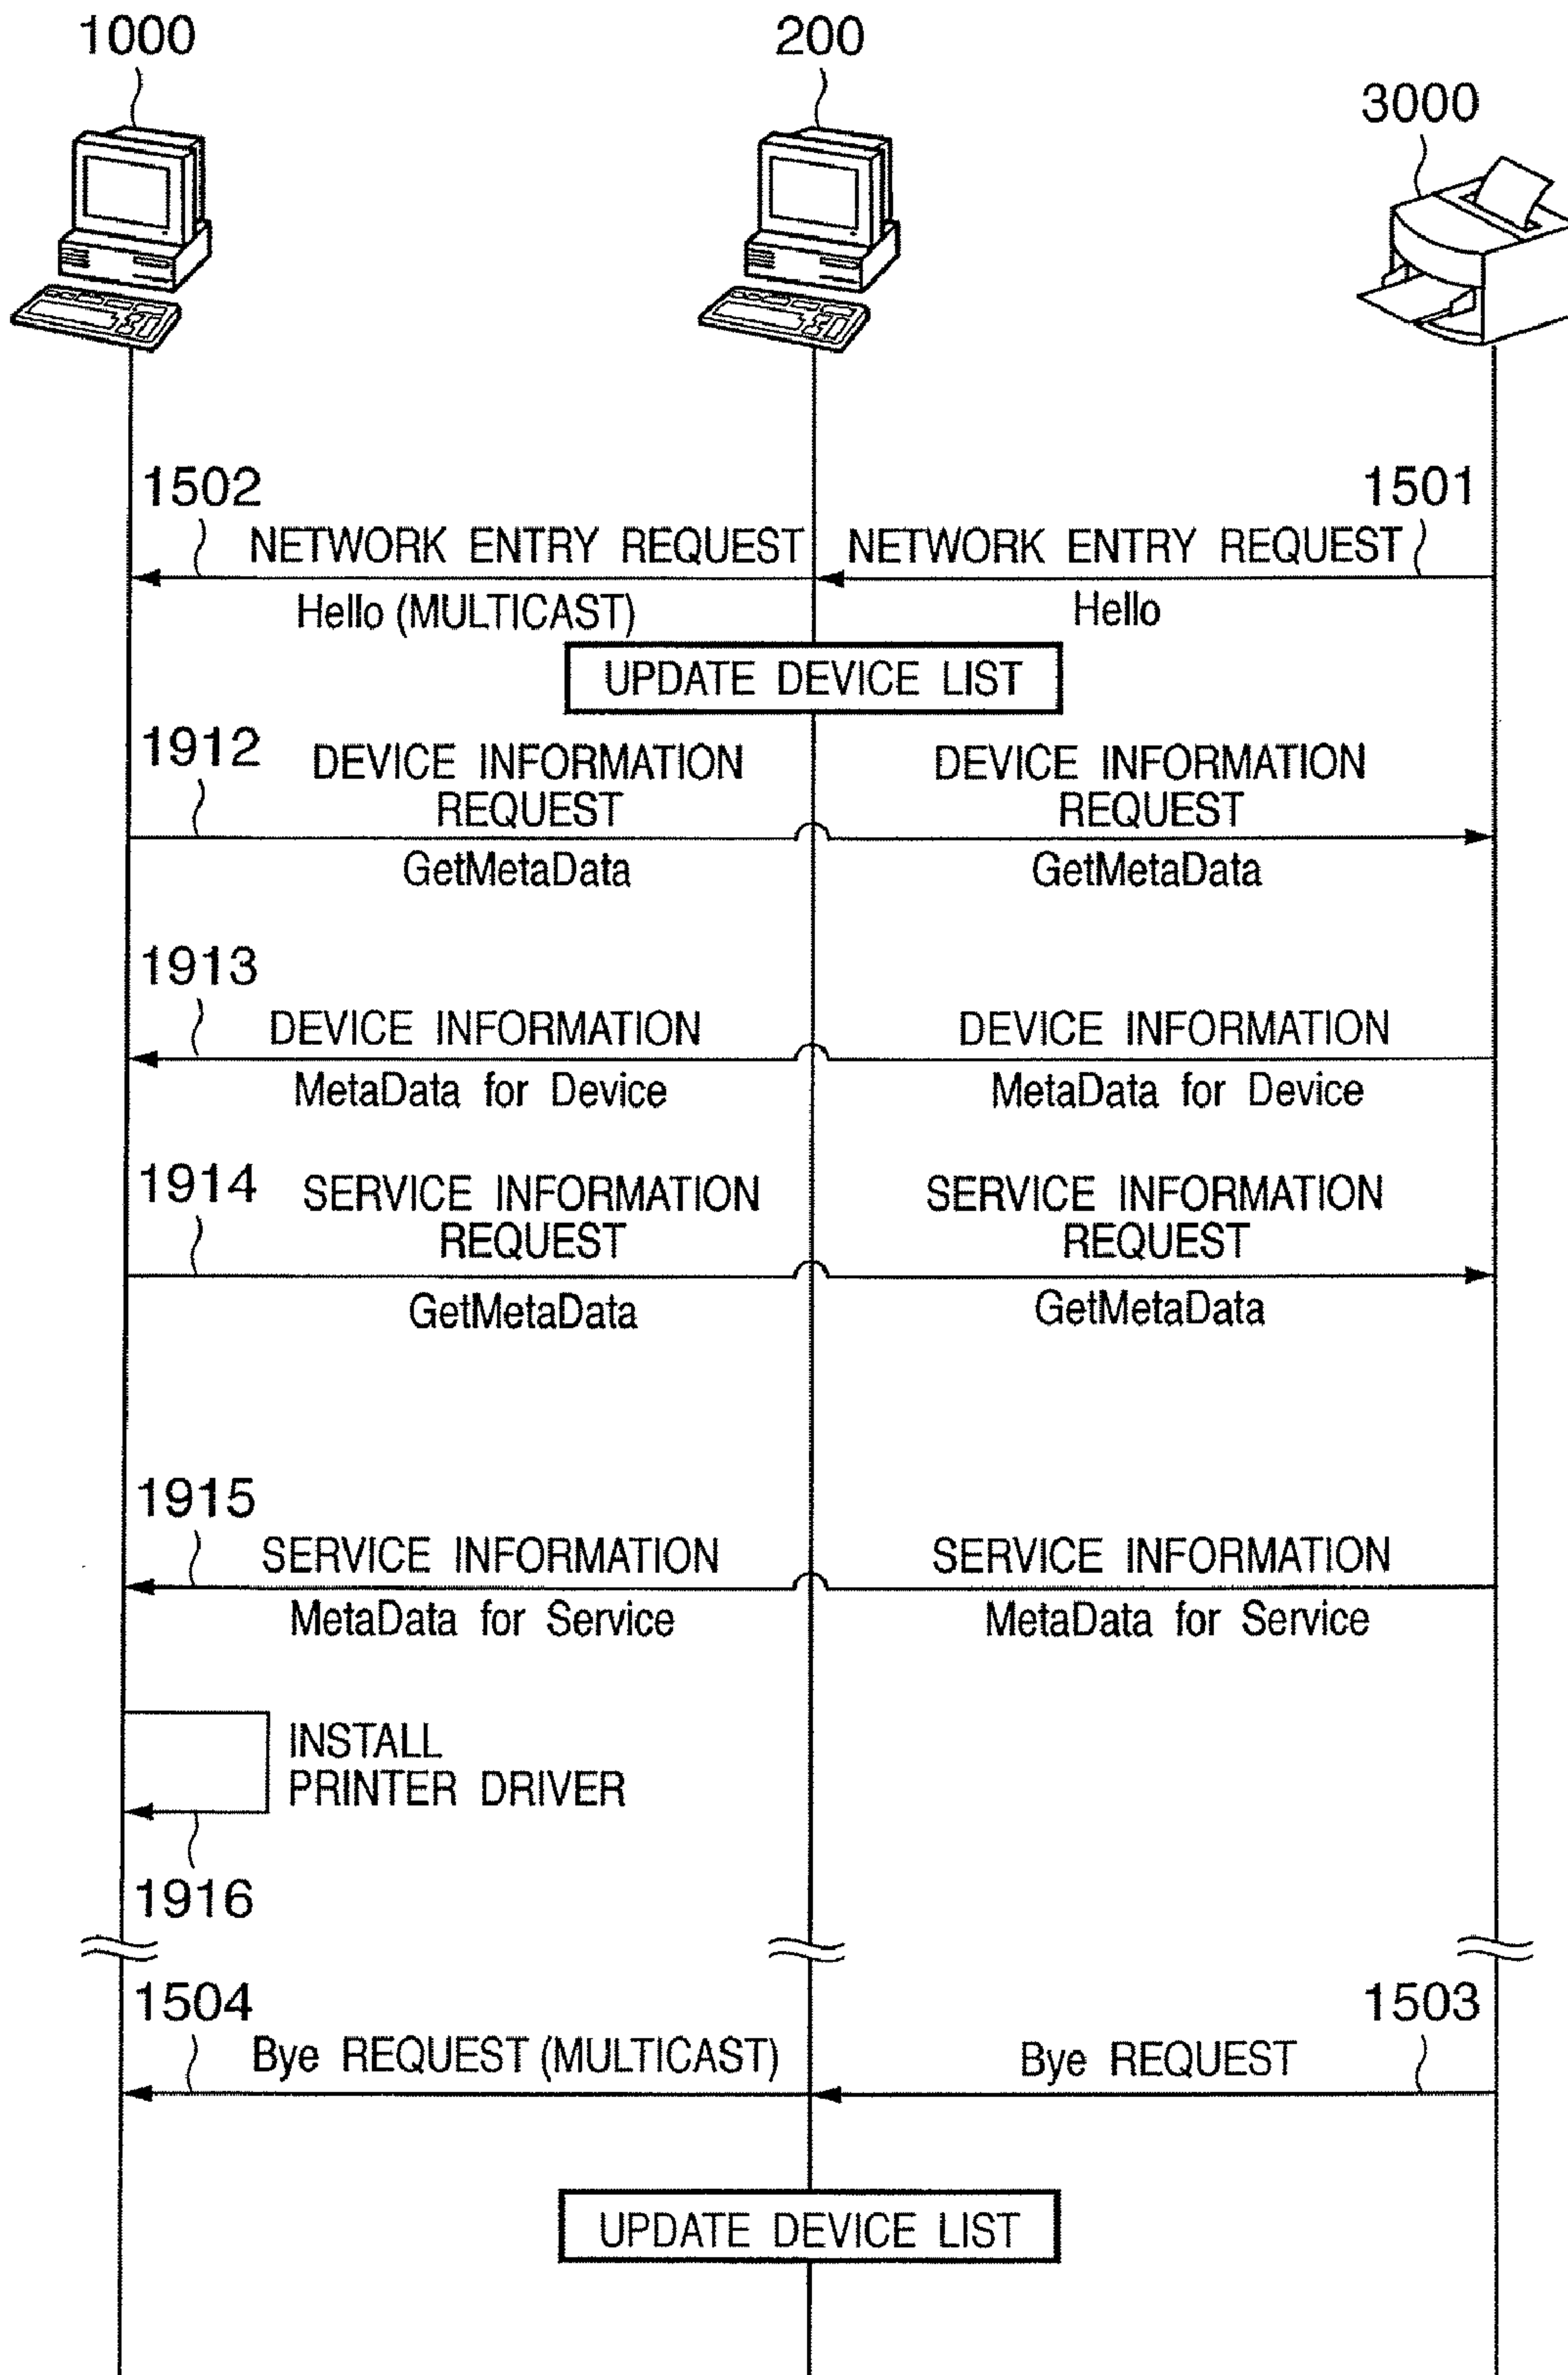 1000
200
3000
1502
1501
NETWORK ENTRY REQUEST
NETWORK ENTRY REQUEST
Hello (MULTICAST)
Hello
UPDATE DEVICE LIST
1912
DEVICE INFORMATION
REQUEST
DEVICE INFORMATION
REQUEST
GetMetaData
GetMetaData
1913
DEVICE INFORMATION
DEVICE INFORMATION
MetaData for Device
MetaData for Device
1914
SERVICE INFORMATION
REQUEST
SERVICE INFORMATION
REQUEST
GetMetaData
GetMetaData
1915
SERVICE INFORMATION
SERVICE INFORMATION
MetaData for Service
MetaData for Service
INSTALL
PRINTER DRIVER
1916
1504
1503
Bye REQUEST (MULTICAST)
Bye REQUEST
UPDATE DEVICE LIST